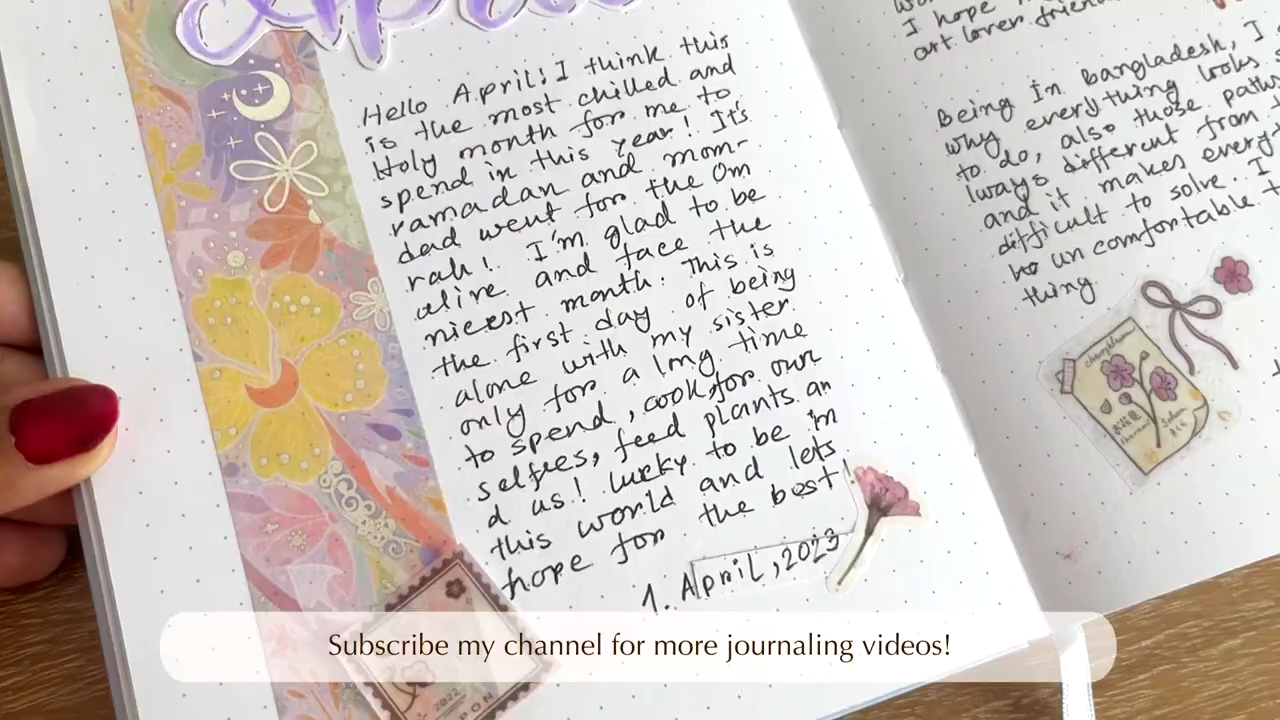 April
Hello April! I think this
is the most chilled and
Holy month for me to
spend in this year! It's
ramadan and mom-
dad went for the Om
rah! I'm glad to be
alive and face the
nicest month. This is
the first day of being
alone with my sister
only for a long time
to spend, cook for our
selfes, feed plants an
d us! lucky to be in
this world and lets
hope for the best!
1. April, 2023
I hope
art lover friend
Being in bangladesh, I
why everything looks
to do, also those paths
lways different from
and it makes every
difficult to solve. I
uncomfortable
thing.
2022
Subscribe my channel for more journaling videos!